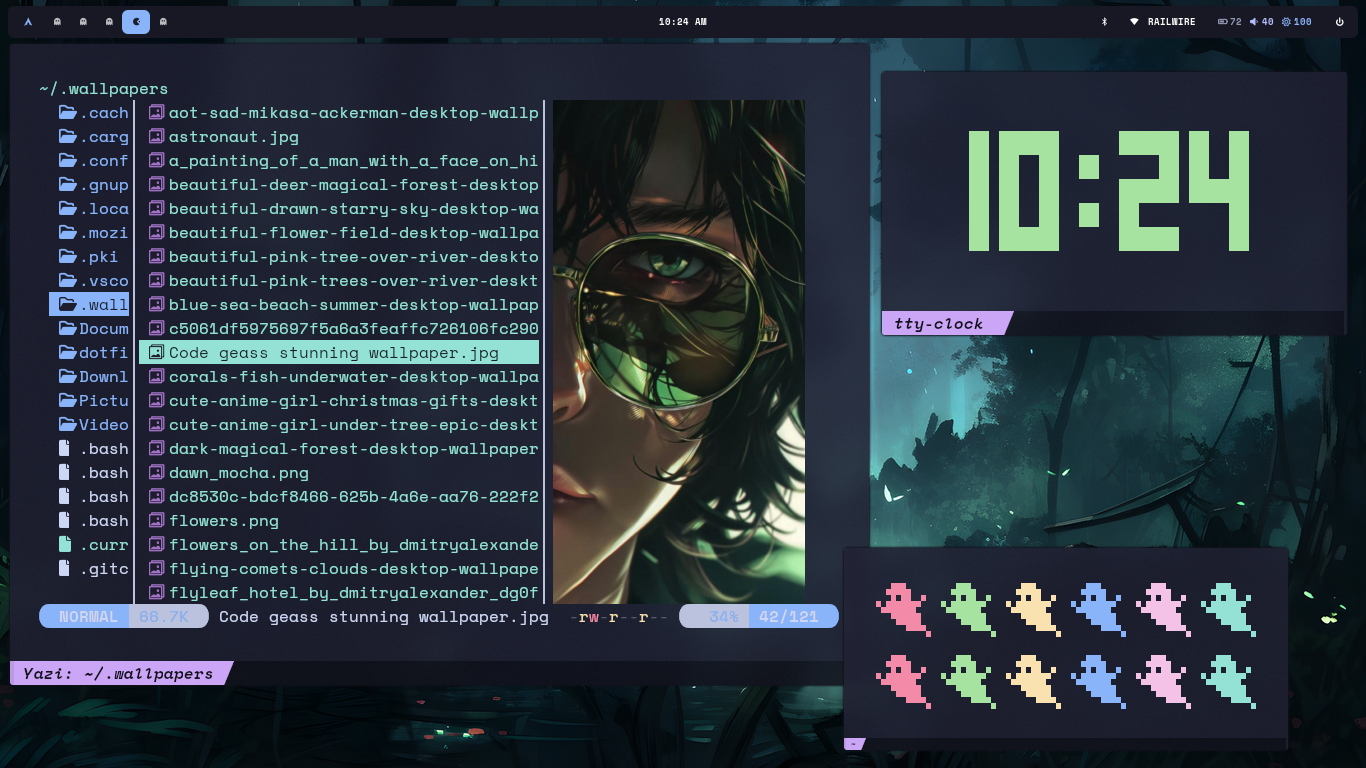 10:24 AM
RAILWIRE 72 40 100
~/.wallpapers
.cach
.carg
.conf
.gnup
.loca
.mozi
.pki
.vsco
.wall
Docum
dotfi
Downl
Pictu
Video
.bash
.bash
.bash
.bash
.curr
.gitc
aot-sad-mikasa-ackerman-desktop-wallp
astronaut.jpg
a_painting_of_a_man_with_a_face_on_hi
beautiful-deer-magical-forest-desktop
beautiful-drawn-starry-sky-desktop-wa
beautiful-flower-field-desktop-wallpa
beautiful-pink-tree-over-river-deskto
beautiful-pink-trees-over-river-deskt
blue-sea-beach-summer-desktop-wallpap
c5061df5975697f5a6a3feaffc726106fc290
Code geass stunning wallpaper.jpg
corals-fish-underwater-desktop-wallpa
cute-anime-girl-christmas-gifts-deskt
cute-anime-girl-under-tree-epic-deskt
dark-magical-forest-desktop-wallpaper
dawn_mocha.png
dc8530c-bdcf8466-625b-4a6e-aa76-222f2
flowers.png
flowers_on_the_hill_by_dmitryalexande
flying-comets-clouds-desktop-wallpape
flyleaf_hotel_by_dmitryalexander_dg0f
NORMAL 66.7K Code geass stunning wallpaper.jpg -rw-r--r-- 34% 42/121
Yazi: ~/.wallpapers
10:24
tty-clock
~